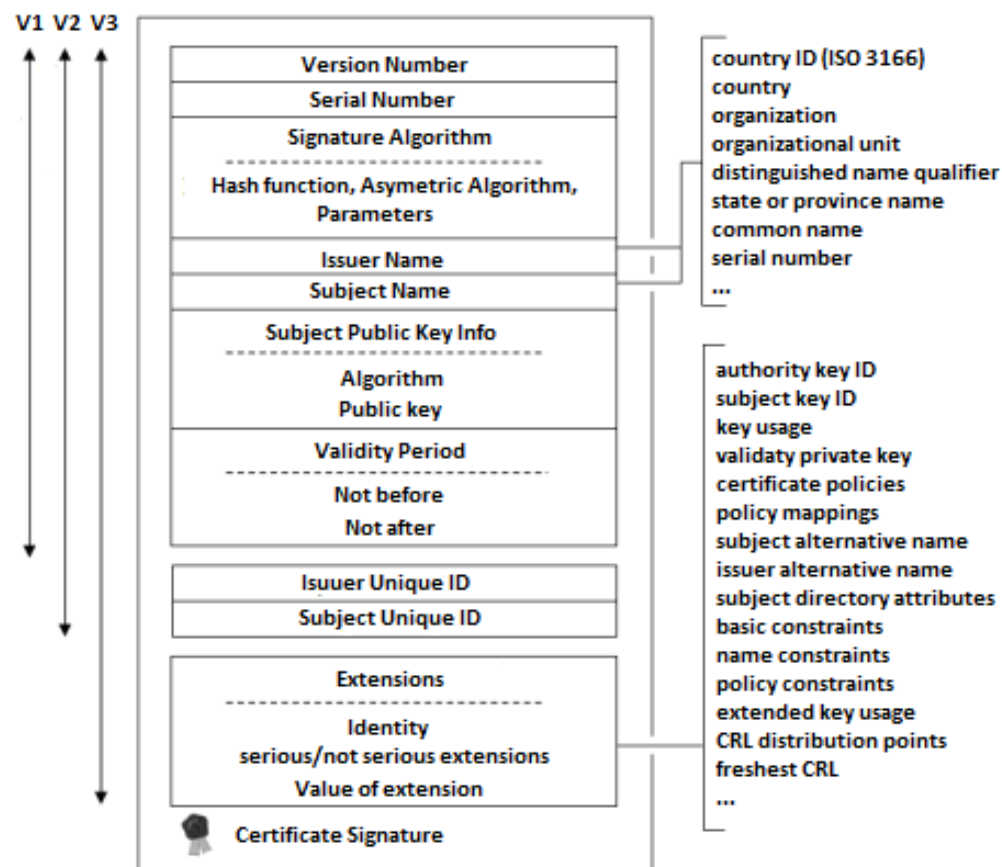 V1 V2 V3
Version Number
Serial Number
Signature Algorithm
Hash function, Asymetric Algorithm,
Parameters
Issuer Name
Subject Name
Subject Public Key Info
Algorithm
Public key
Validity Period
Not before
Not after
Isuuer Unique ID
Subject Unique ID
Extensions
Identity
serious/not serious extensions
Value of extension
Certificate Signature
country ID (ISO 3166)
country
organization
organizational unit
distinguished name qualifier
state or province name
common name
serial number
...
authority key ID
subject key ID
key usage
validaty private key
certificate policies
policy mappings
subject alternative name
issuer alternative name
subject directory attributes
basic constraints
name constraints
policy constraints
extended key usage
CRL distribution points
freshest CRL
...